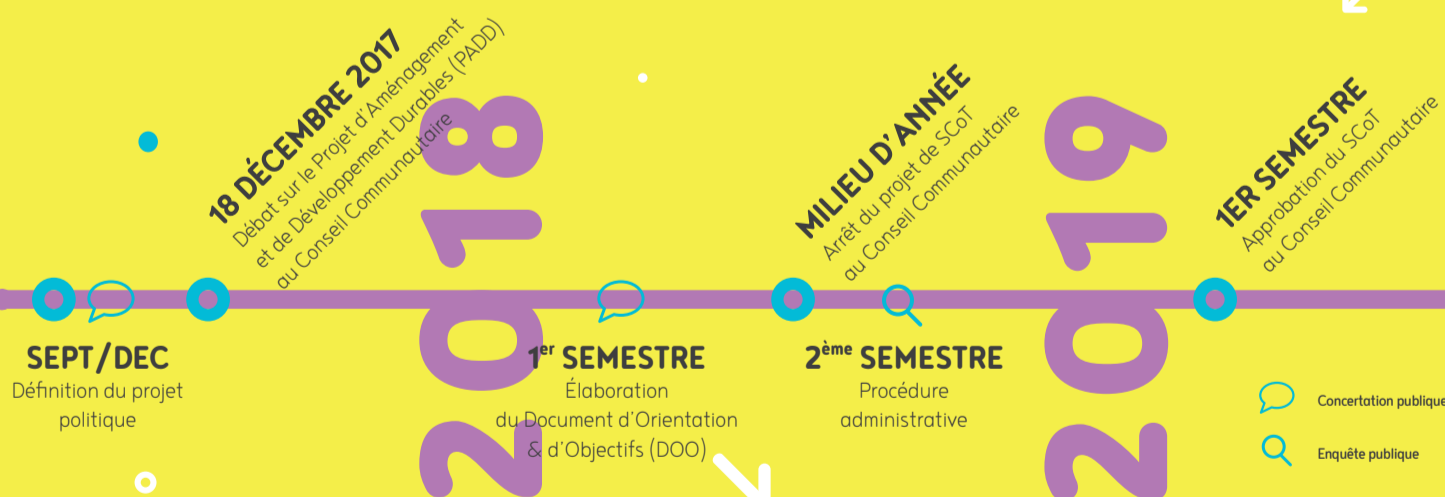 18 DÉCEMBRE 2017
Débat sur le Projet d'Aménagement
et de Développement Durables (PADD)
au Conseil Communautaire
SEPT/DEC
Définition du projet
politique
2018
1er SEMESTRE
Élaboration
du Document d'Orientation
& d'Objectifs (DOO)
MILIEU D'ANNÉE
Arrêt du projet de SCoT
au Conseil Communautaire
2ème SEMESTRE
Procédure
administrative
2019
1ER SEMESTRE
Approbation du SCoT
au Conseil Communautaire
Concertation publique
Enquête publique